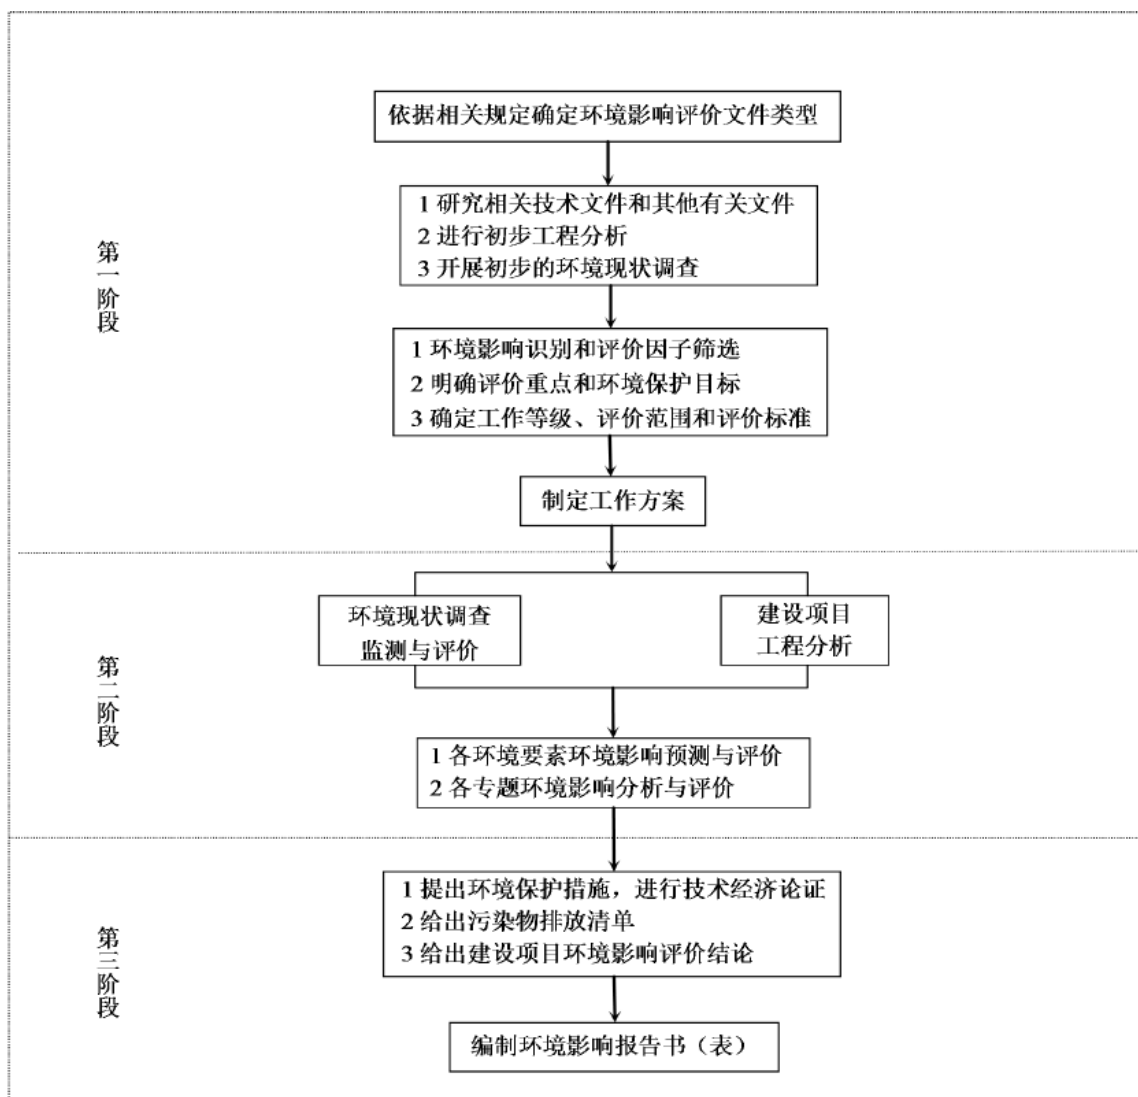 依据相关规定确定环境影响评价文件类型
1 研究相关技术文件和其他有关文件
2 进行初步工程分析
3 开展初步的环境现状调查
第一阶段
1 环境影响识别和评价因子筛选
2 明确评价重点和环境保护目标
3 确定工作等级、评价范围和评价标准
制定工作方案
环境现状调查
监测与评价
建设项目
工程分析
第二阶段
1 各环境要素环境影响预测与评价
2 各专题环境影响分析与评价
1 提出环境保护措施，进行技术经济论证
2 给出污染物排放清单
3 给出建设项目环境影响评价结论
第三阶段
编制环境影响报告书（表）